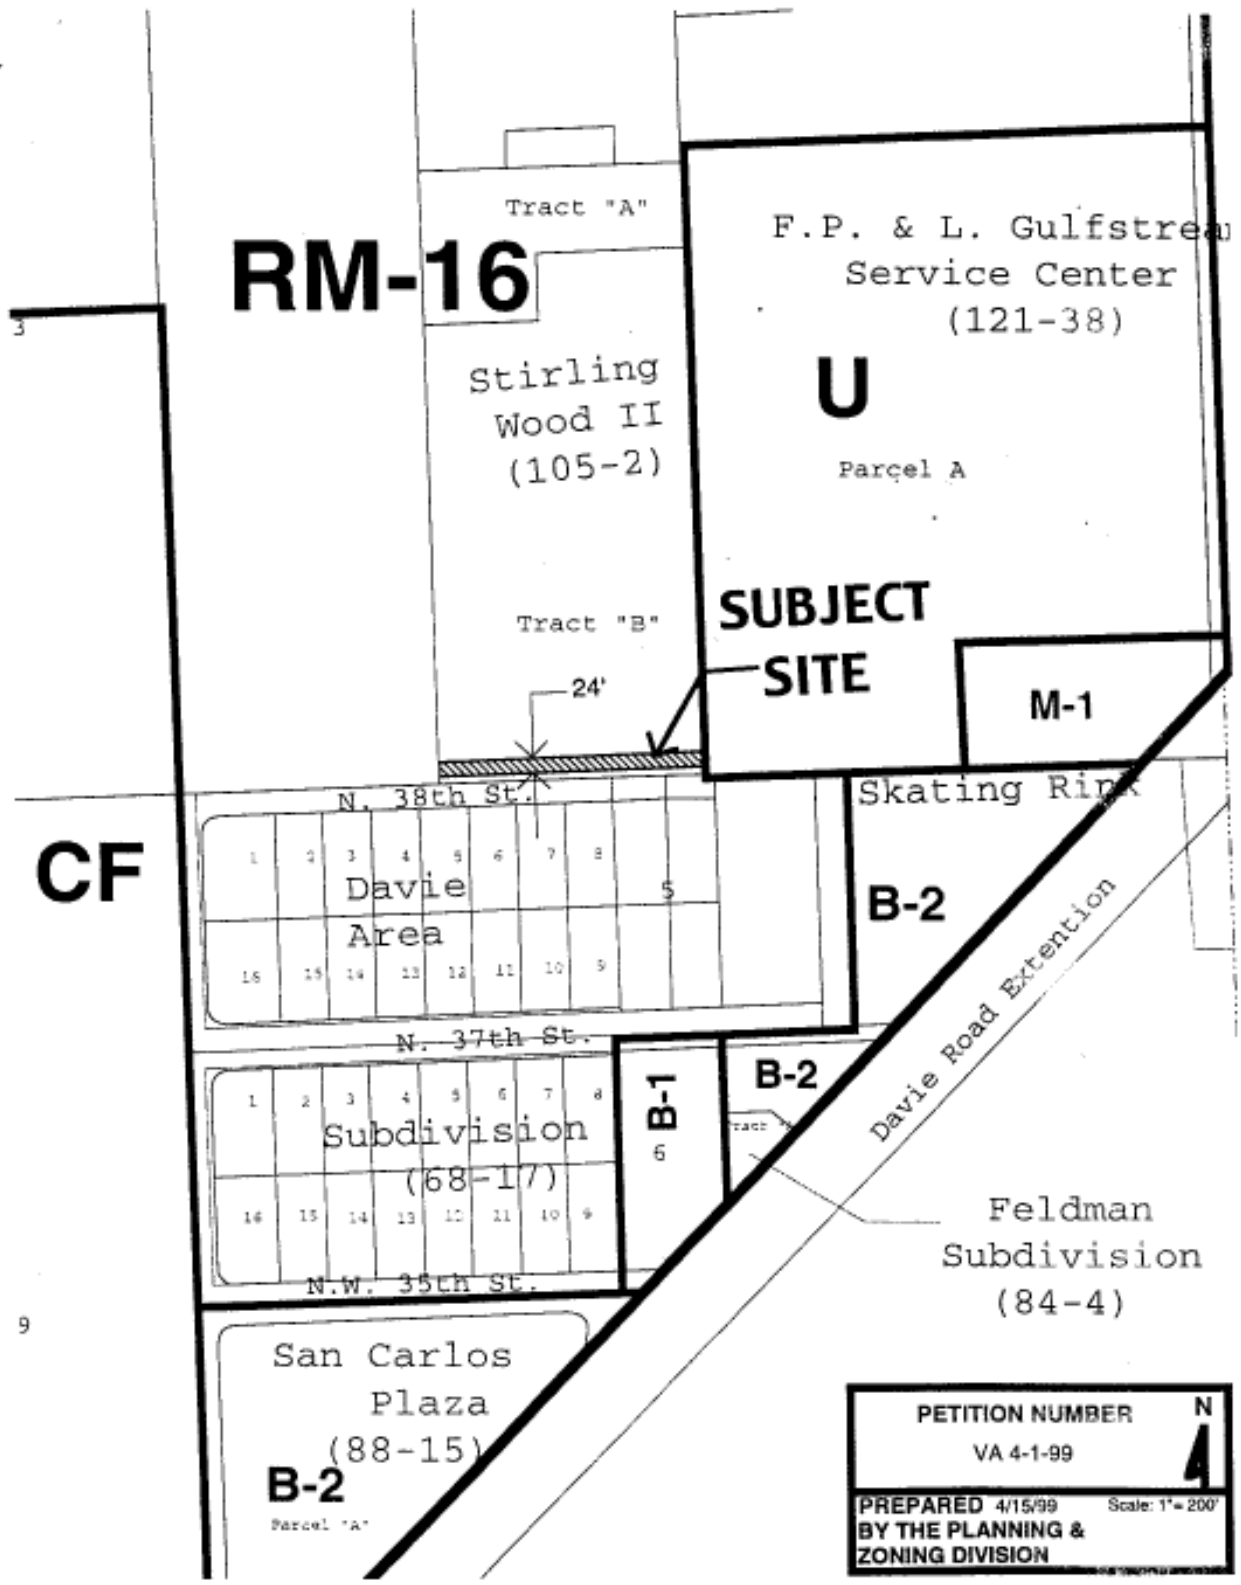 Tract "A"
RM-16
F.P. & L. Gulfstream
Service Center
(121-38)
3
Stirling
Wood II
(105-2)
U
Parcel A
SUBJECT
SITE
Tract "B"
24'
M-1
N. 38th St.
Skating Rink
CF
1 2 3 4 5 6 7 8
Davie
5
B-2
Area
16 15 14 13 12 11 10 9
Davie Road Extention
N. 37th St.
B-1
B-2
1 2 3 4 5 6 7 8
Subdivision
6
(68-17)
16 15 14 13 12 11 10 9
N.W. 35th St.
Feldman
Subdivision
(84-4)
9
San Carlos
Plaza
(88-15)
B-2
Parcel "A"
PETITION NUMBER
N
VA 4-1-99
PREPARED 4/15/99
Scale: 1"= 200'
BY THE PLANNING &
ZONING DIVISION